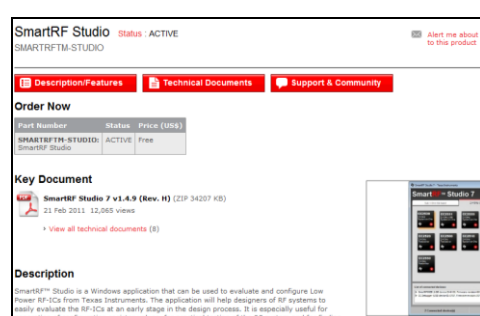 SmartRF Studio Status : ACTIVE
SMARTRFTM-STUDIO
Alert me about
to this product
Description/Features
Technical Documents
Support & Community
Order Now
Part Number Status Price (US$)
SMARTRFTM-STUDIO: ACTIVE Free
SmartRF Studio
Key Document
SmartRF Studio 7 v1.4.9 (Rev. H) (ZIP 34207 KB)
21 Feb 2011 12,065 views
View all technical documents (8)
SmartRF™ Studio 7
Description
SmartRF™ Studio is a Windows application that can be used to evaluate and configure Low
Power RF-ICs from Texas Instruments. The application will help designers of RF systems to
easily evaluate the RF-ICs at an early stage in the design process. It is especially useful for